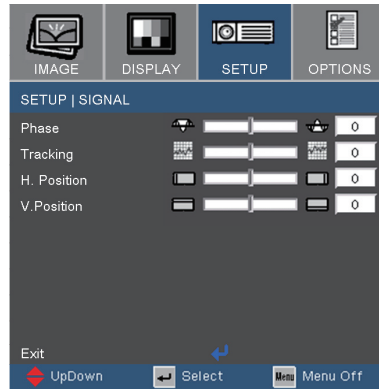 IMAGE DISPLAY SETUP OPTIONS
SETUP | SIGNAL
Phase 0
Tracking 0
H. Position 0
V.Position 0
Exit
UpDown Select Menu Menu Off